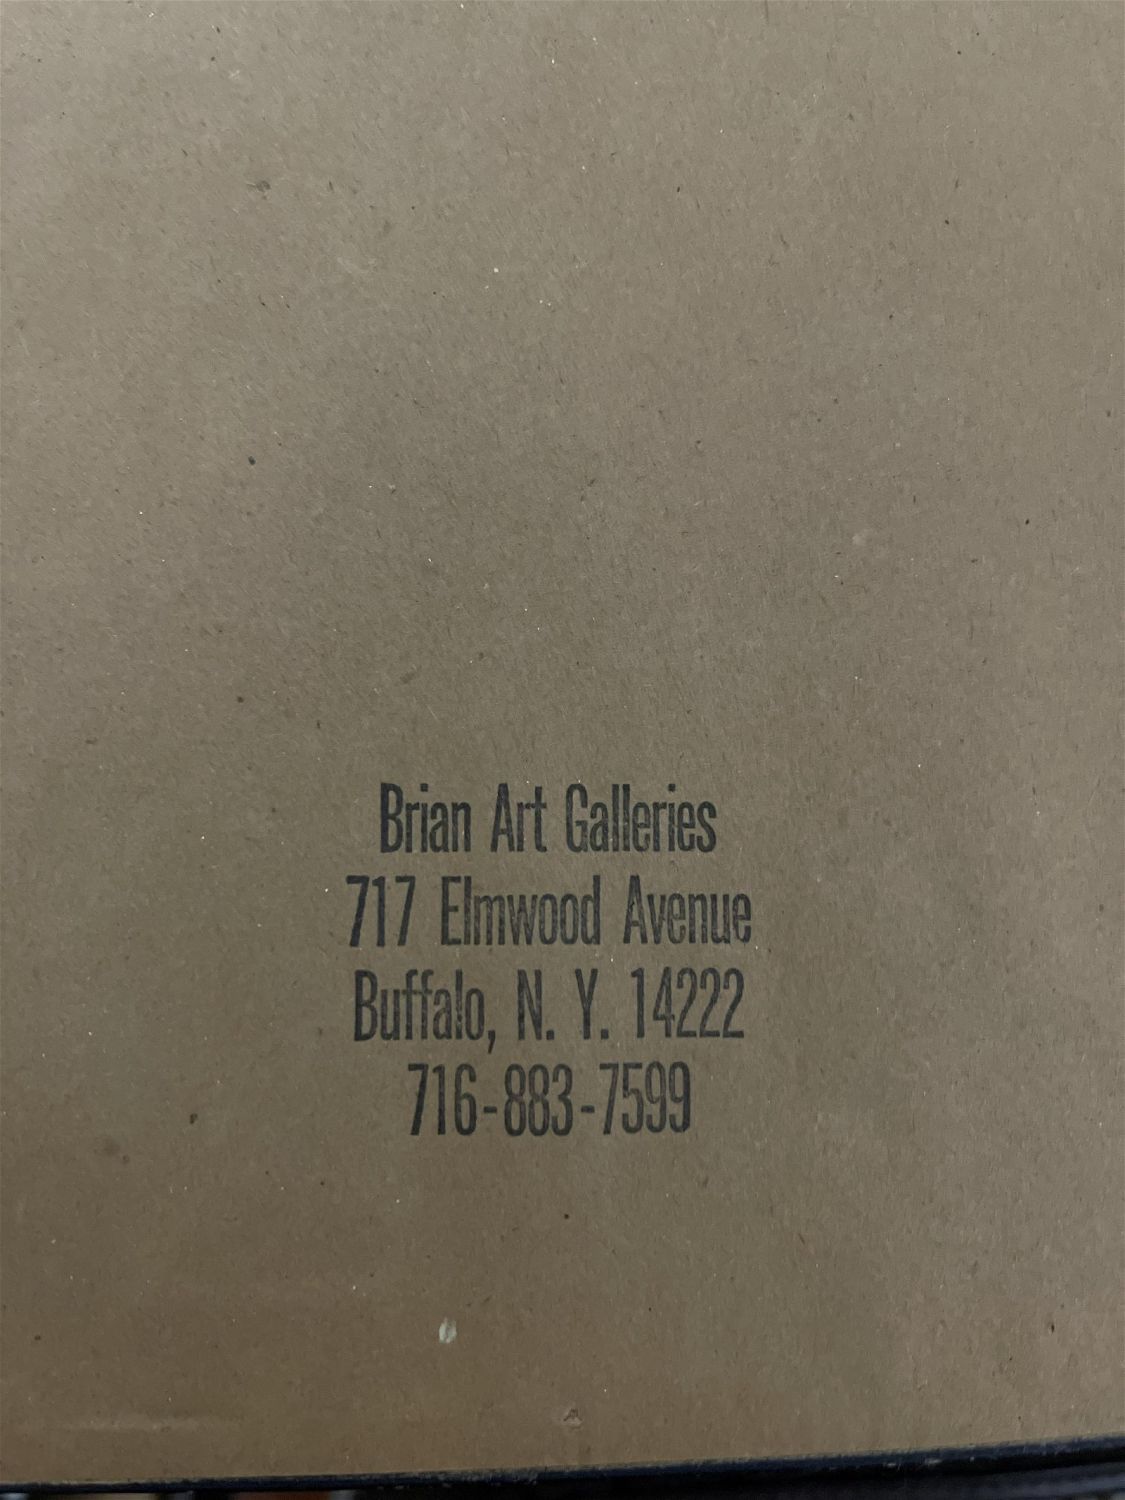 Brian Art Galleries
717 Elmwood Avenue
Buffalo, N. Y. 14222
716-883-7599